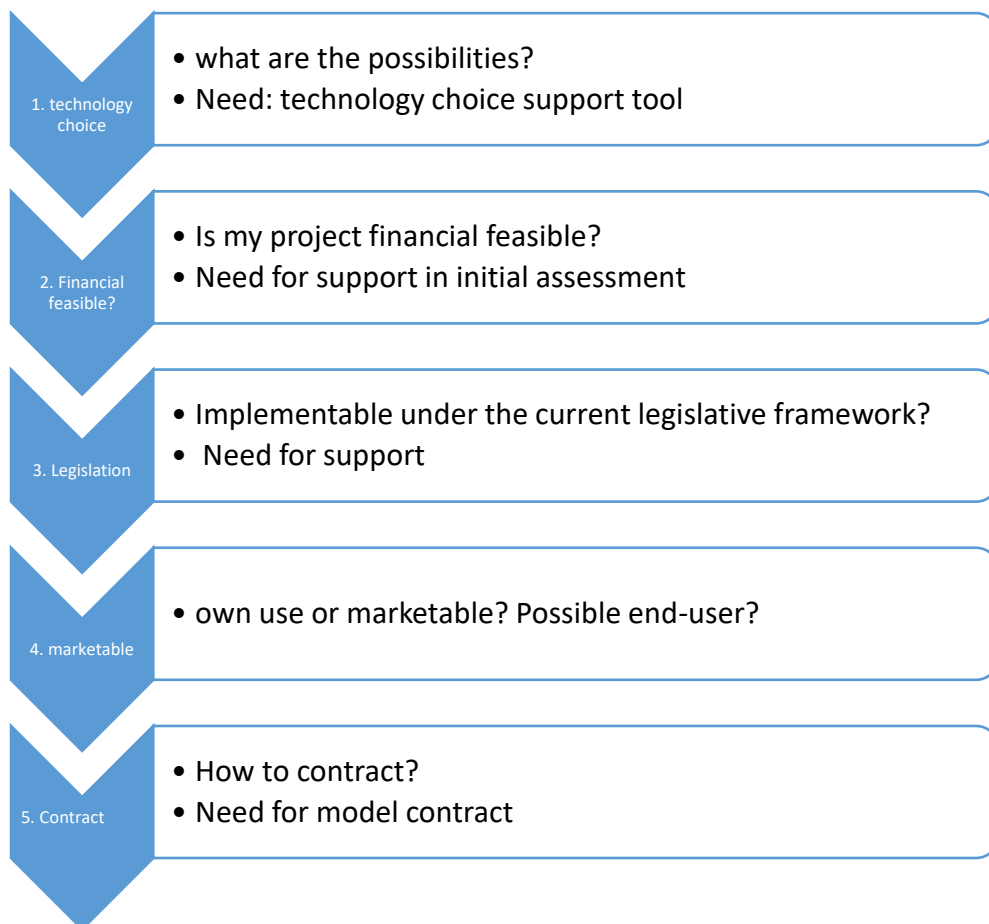 1. technology
choice
• what are the possibilities?
• Need: technology choice support tool
2. Financial
feasible?
• Is my project financial feasible?
• Need for support in initial assessment
3. Legislation
• Implementable under the current legislative framework?
•  Need for support
4. marketable
• own use or marketable? Possible end-user?
5. Contract
• How to contract?
• Need for model contract